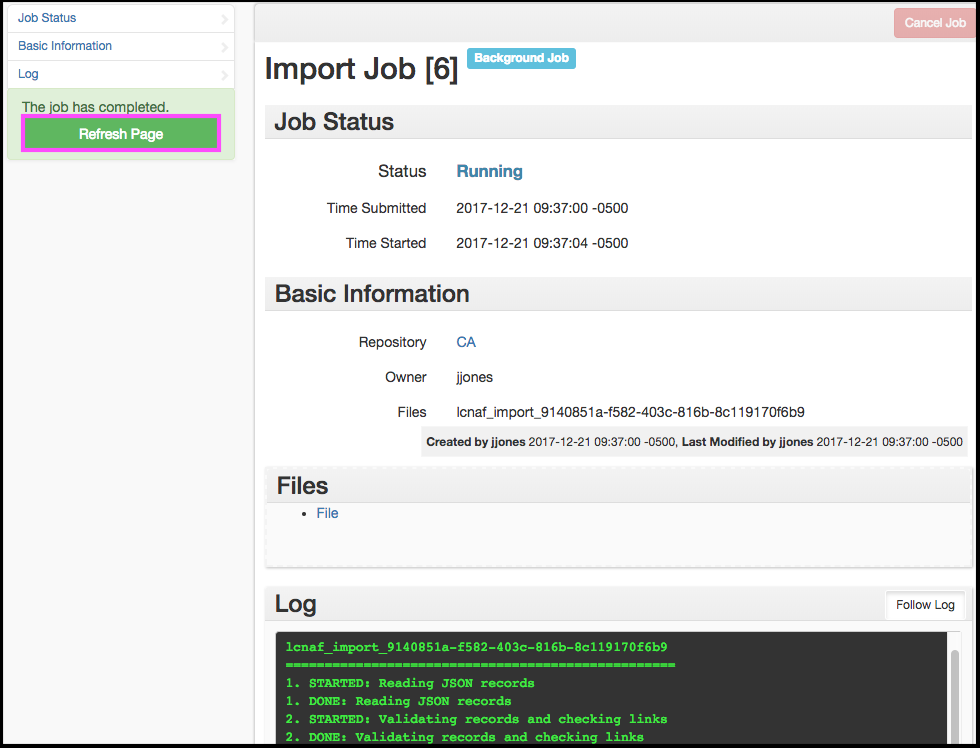 Job Status
Basic Information
Log
The job has completed.
Refresh Page
Cancel Job
Import Job [6] Background Job
Job Status
Status Running
Time Submitted 2017-12-21 09:37:00 -0500
Time Started 2017-12-21 09:37:04 -0500
Basic Information
Repository CA
Owner jjones
Files lcnaf_import_9140851a-f582-403c-816b-8c119170f6b9
Created by jjones 2017-12-21 09:37:00 -0500, Last Modified by jjones 2017-12-21 09:37:00 -0500
Files
• File
Log Follow Log
lcnaf_import_9140851a-f582-403c-816b-8c119170f6b9
==================================================
1. STARTED: Reading JSON records
1. DONE: Reading JSON records
2. STARTED: Validating records and checking links
2. DONE: Validating records and checking links